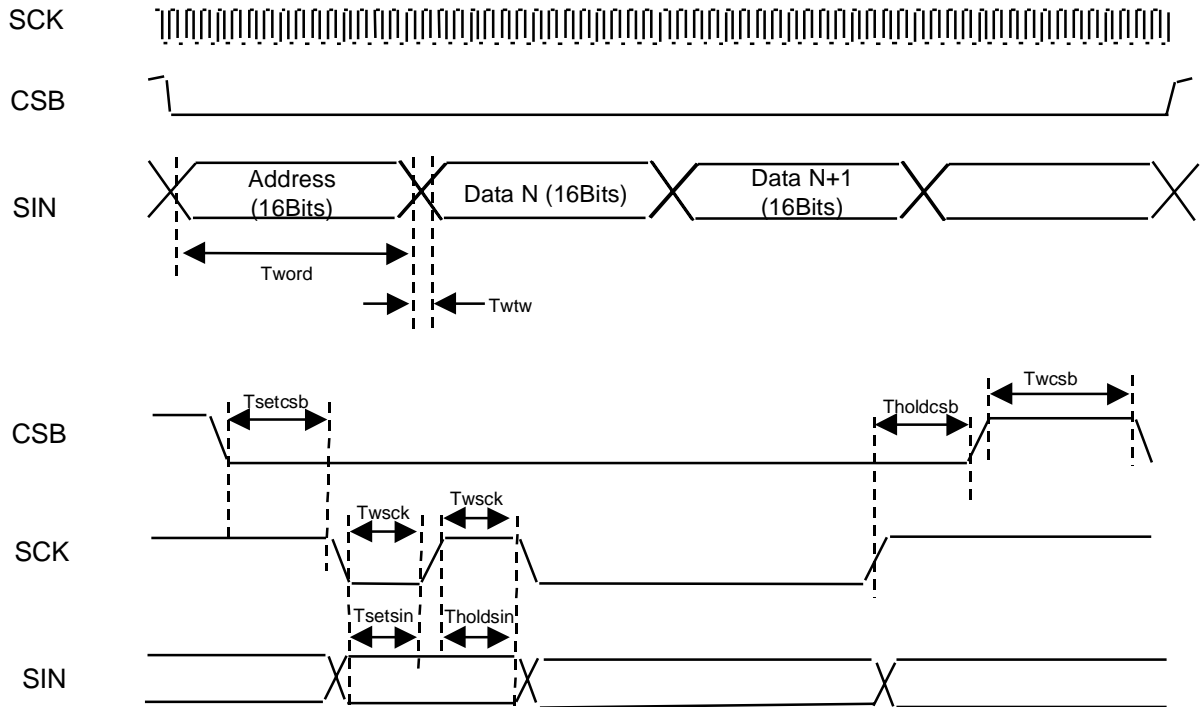 SCK
CSB
SIN
Address
(16Bits)
Data N (16Bits)
Data N+1
(16Bits)
Tword
Twtw
CSB
Tsetcsb
Tholdcsb
Twcsb
SCK
Twsck
Twsck
Tsetsin
Tholdsin
SIN